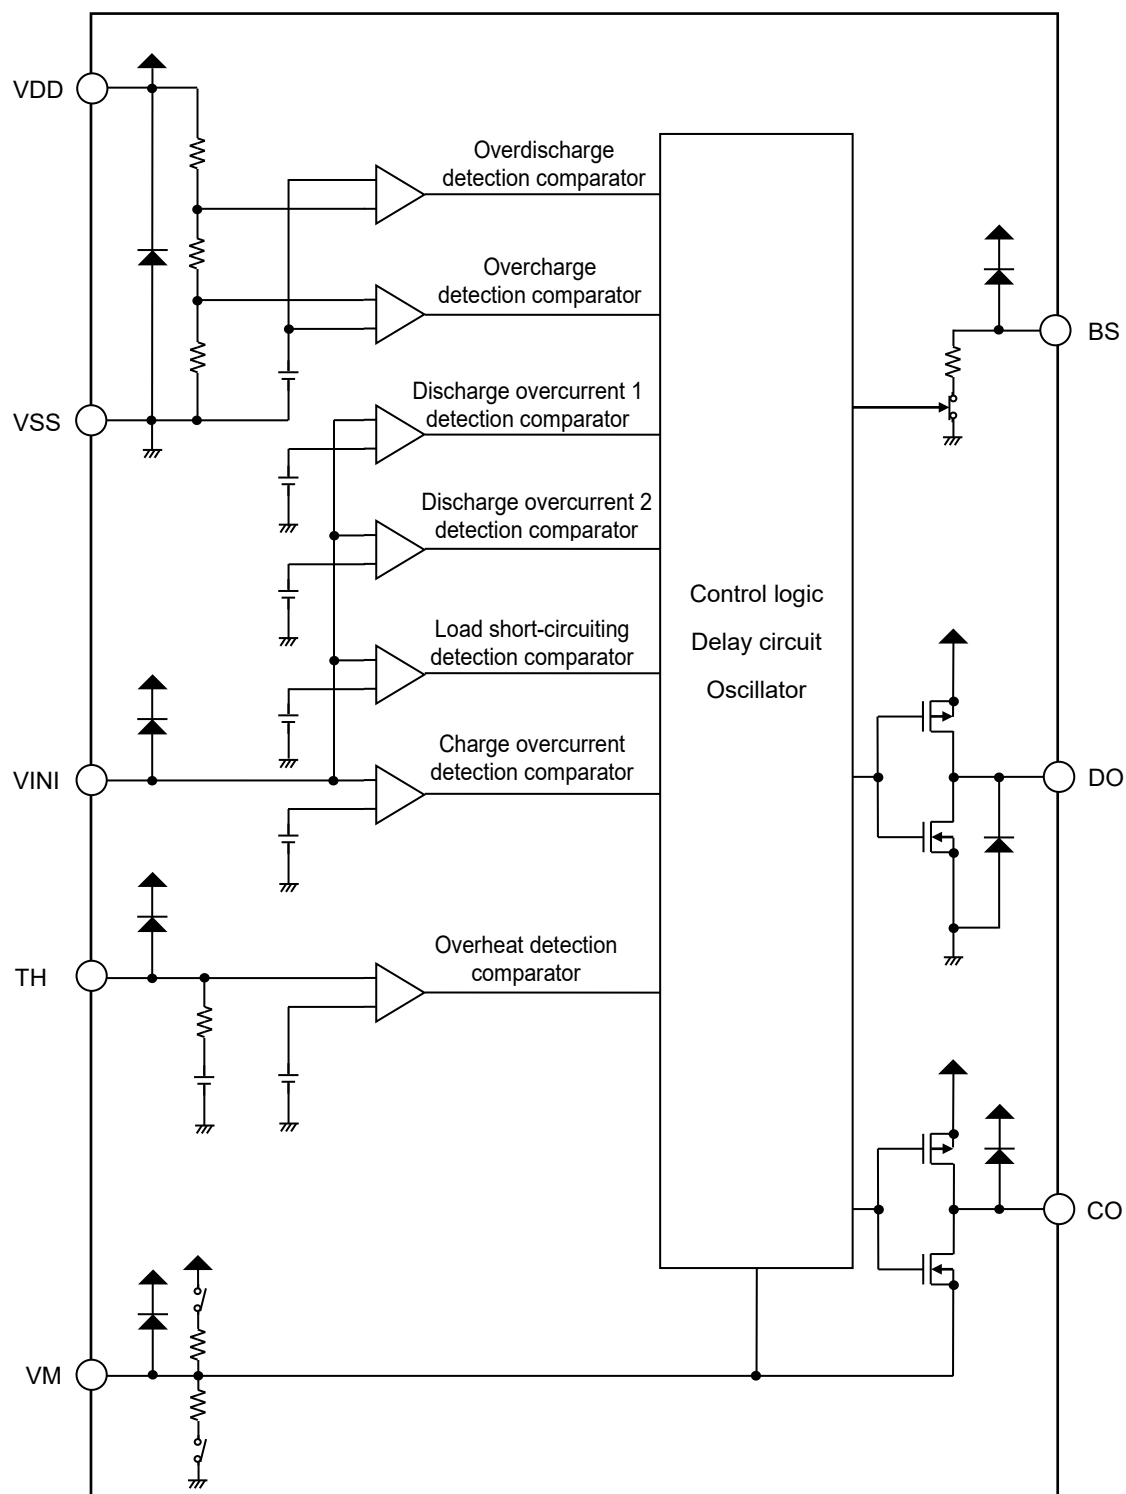 VDD
Overdischarge
detection comparator
Overcharge
detection comparator
BS
VSS
Discharge overcurrent 1
detection comparator
Discharge overcurrent 2
detection comparator
Control logic
Delay circuit
Oscillator
Load short-circuiting
detection comparator
VINI
Charge overcurrent
detection comparator
DO
TH
Overheat detection
comparator
CO
VM